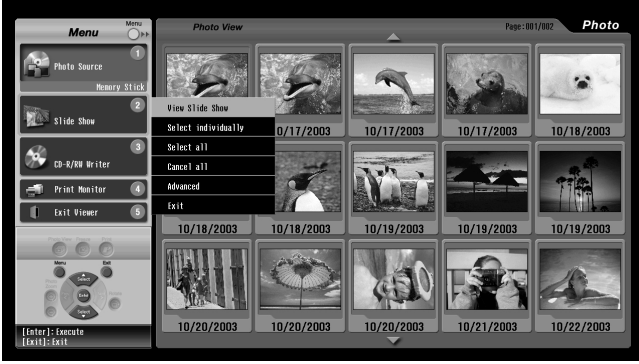 Menu
Menu
Photo View
Page:001/002
Photo
1
Photo Source
Memory Stick
2
Slide Show
3
CD-R/RW Writer
4
Print Monitor
5
Exit Viewer
View Slide Show
Select individually
Select all
Cancel all
Advanced
Exit
10/17/2003
10/17/2003
10/17/2003
10/18/2003
10/18/2003
10/18/2003
10/19/2003
10/19/2003
10/19/2003
10/20/2003
10/20/2003
10/20/2003
10/21/2003
10/22/2003
Menu
Exit
Select
Enter
Select
[Enter]: Execute
[Exit]: Exit